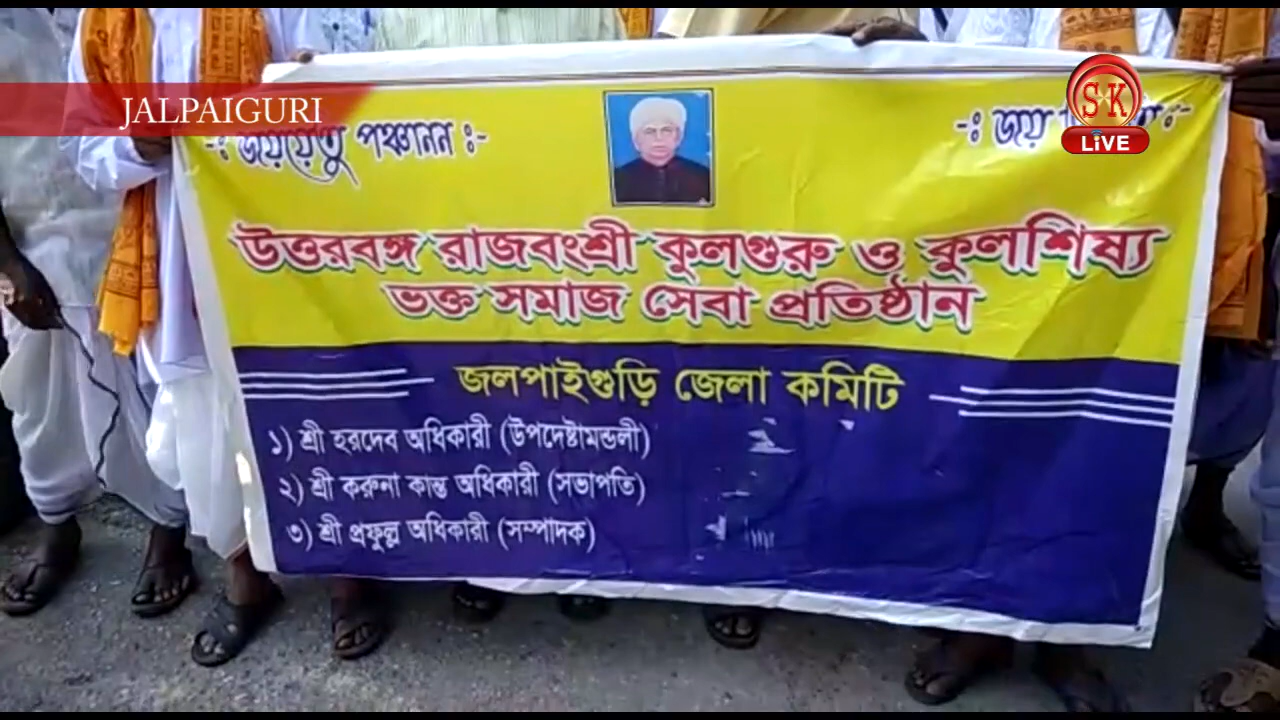 JALPAIGURI
SK
LiVE
-ঃ জয়যেতু পঞ্চানন ঃ-
-ঃ জয়
উত্তরবঙ্গ রাজবংশ্রী কুলগুরু ও কুলশিষ্য
ভক্ত সমাজ সেবা প্রতিষ্ঠান
জলপাইগুড়ি জেলা কমিটি
১) শ্রী হরদেব অধিকারী (উপদেষ্টামন্ডলী)
২) শ্রী করুনা কান্ত অধিকারী (সভাপতি)
৩) শ্রী প্রফুল্ল অধিকারী (সম্পাদক)